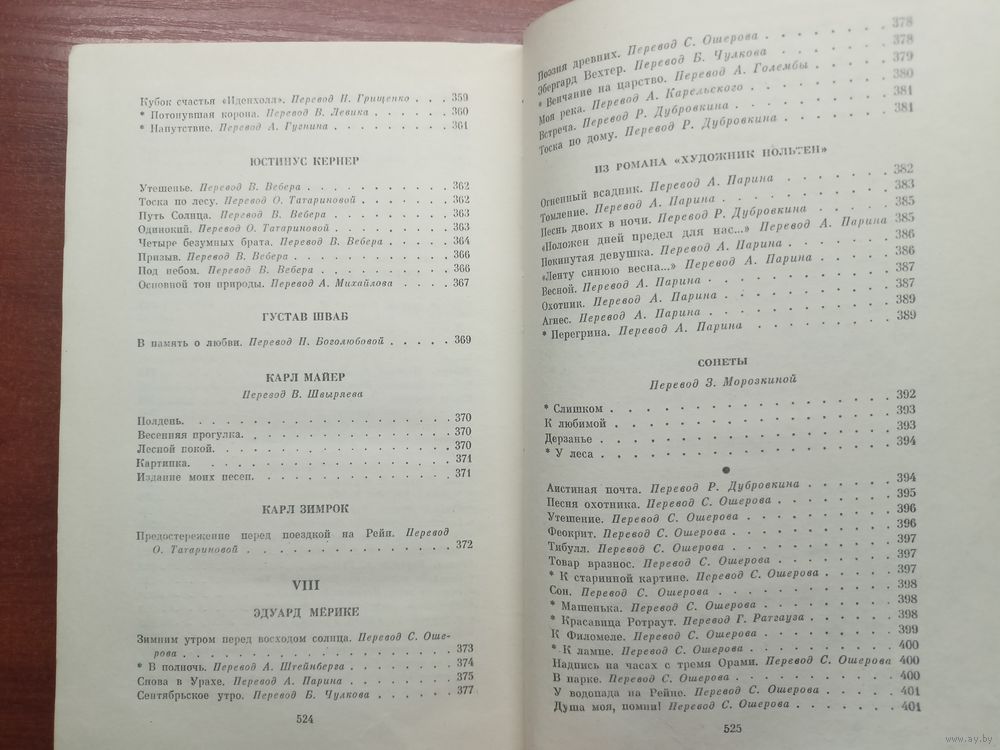 Кубок счастья «Иденхолл». Перевод Н. Грищенко . . . 359
* Потонувшая корона. Перевод В. Левика . . . . . . 360
* Напутствие. Перевод А. Гугнина . . . . . . . . 361
ЮСТИНУС КЕРНЕР
Утешенье. Перевод В. Вебера . . . . . . . . . 362
Тоска по лесу. Перевод О. Татариновой . . . . . . 362
Путь Солнца. Перевод В. Вебера . . . . . . . . 363
Одинокий. Перевод О. Татариновой . . . . . . . 363
Четыре безумных брата. Перевод В. Вебера . . . . . 364
Призыв. Перевод В. Вебера . . . . . . . . . . 366
Под небом. Перевод В. Вебера . . . . . . . . . 366
Основной тон природы. Перевод А. Михайлова . . . . 367
ГУСТАВ ШВАБ
В память о любви. Перевод Н. Боголюбовой . . . . . 369
КАРЛ МАЙЕР
Перевод В. Швыряева
Полдень. . . . . . . . . . . . . . . . . 370
Весенняя прогулка. . . . . . . . . . . . . . 370
Лесной покой. . . . . . . . . . . . . . . . 370
Картинка. . . . . . . . . . . . . . . . . 371
Издание моих песен. . . . . . . . . . . . . . 371
КАРЛ ЗИМРОК
Предостережение перед поездкой на Рейн. Перевод
О. Татариновой . . . . . . . . . . . . . . 372
VIII
ЭДУАРД МЁРИКЕ
Зимним утром перед восходом солнца. Перевод С. Оше-
рова . . . . . . . . . . . . . . . . . . 373
* В полночь. Перевод А. Штейнберга . . . . . . . 374
Снова в Урахе. Перевод А. Парина . . . . . . . . 375
Сентябрьское утро. Перевод Б. Чулкова . . . . . . 377
524
Поэзия древних. Перевод С. Ошерова . . . . . . . 378
Эбергард Вехтер. Перевод Б. Чулкова . . . . . . . 378
* Венчание на царство. Перевод А. Голембы . . . . . 379
Моя река. Перевод А. Карельского . . . . . . . . 380
Встреча. Перевод Р. Дубровкина . . . . . . . . . 381
Тоска по дому. Перевод Р. Дубровкина . . . . . . . 381
ИЗ РОМАНА «ХУДОЖНИК НОЛЬТЕН»
Огненный всадник. Перевод А. Парина . . . . . . . 382
Томление. Перевод А. Парина . . . . . . . . . . 383
Песнь двоих в ночи. Перевод Р. Дубровкина . . . . . 385
«Положен дней предел для нас...» Перевод А. Парина 385
Покинутая девушка. Перевод А. Парина . . . . . . . 386
«Ленту синюю весна...» Перевод А. Парина . . . . . 386
Весной. Перевод А. Парина . . . . . . . . . . . 387
Охотник. Перевод А. Парина . . . . . . . . . . 387
Агнес. Перевод А. Парина . . . . . . . . . . . 389
* Перегрина. Перевод А. Парина . . . . . . . . . 389
СОНЕТЫ
Перевод З. Морозкиной
* Слишком . . . . . . . . . . . . . . . . . 392
К любимой . . . . . . . . . . . . . . . . . 393
Дерзанье . . . . . . . . . . . . . . . . . 393
* У леса . . . . . . . . . . . . . . . . . . 394
●
Аистиная почта. Перевод Р. Дубровкина . . . . . . . 394
Песня охотника. Перевод С. Ошерова . . . . . . . . 395
Утешение. Перевод С. Ошерова . . . . . . . . . . 396
Феокрит. Перевод С. Ошерова . . . . . . . . . . 396
Тибулл. Перевод С. Ошерова . . . . . . . . . . . 397
Товар вразнос. Перевод С. Ошерова . . . . . . . . 397
* К старинной картине. Перевод С. Ошерова . . . . . 397
Сон. Перевод С. Ошерова . . . . . . . . . . . . 398
* Машенька. Перевод С. Ошерова . . . . . . . . . 398
* Красавица Ротраут. Перевод Г. Ратгауза . . . . . . 398
К Филомеле. Перевод С. Ошерова . . . . . . . . . 399
* К лампе. Перевод С. Ошерова . . . . . . . . . . 400
Надпись на часах с тремя Орами. Перевод С. Ошерова 400
В парке. Перевод С. Ошерова . . . . . . . . . . 400
У водопада на Рейне. Перевод С. Ошерова . . . . . . 401
Душа моя, помни! Перевод С. Ошерова . . . . . . . 401
525
www.ay.by